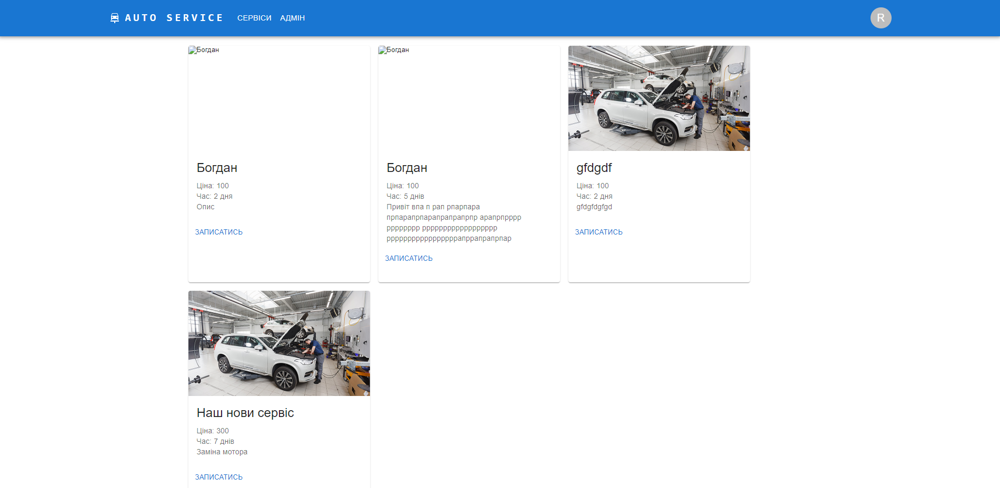 AUTO SERVICE СЕРВІСИ АДМІН R
Богдан
Богдан
Ціна: 100
Час: 2 дня
Опис
ЗАПИСАТИСЬ
Богдан
Богдан
Ціна: 100
Час: 5 днів
Привіт впа п рап рпарпара
прпарапрпарапрапрапрпр арапрпрррр
рррррррр рррррррррррррррррр
рррррррррррррррррапррапрапрпар
ЗАПИСАТИСЬ
gfdgdf
Ціна: 100
Час: 2 дня
gfdgfdgfgd
ЗАПИСАТИСЬ
Наш нови сервіс
Ціна: 300
Час: 7 днів
Заміна мотора
ЗАПИСАТИСЬ